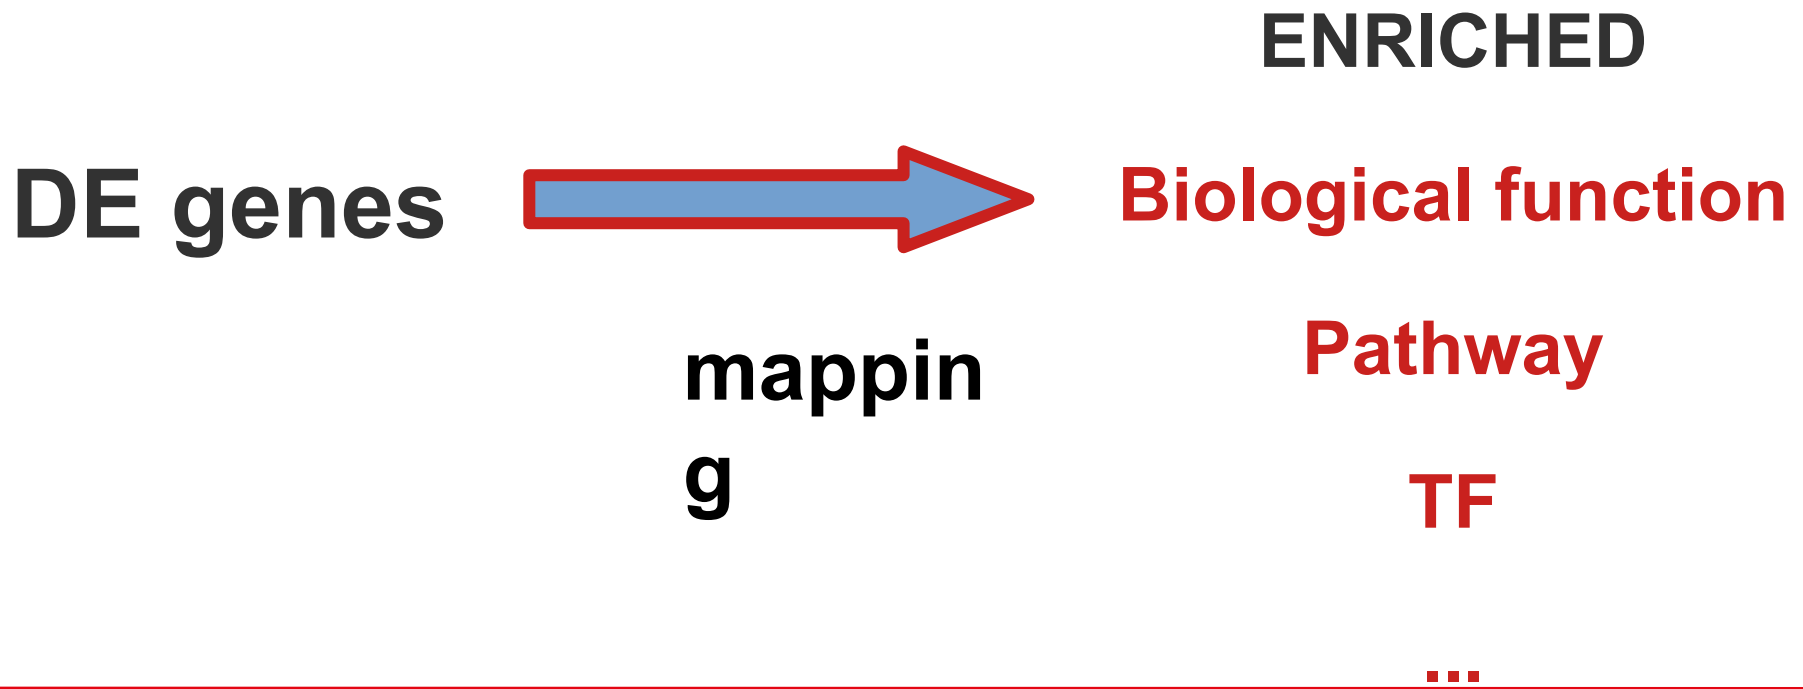 ENRICHED
DE genes
Biological function
mappin
g
Pathway
TF
...